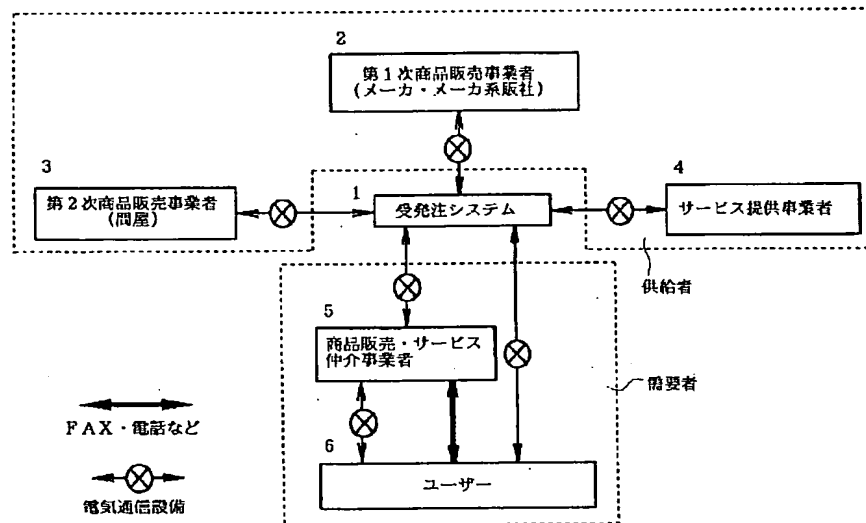 2
第1次商品販売事業者
(メーカ・メーカ系販社)
3
第2次商品販売事業者
(問屋)
1
受発注システム
4
サービス提供事業者
供給者
5
商品販売・サービス
仲介事業者
需要者
FAX・電話など
6
ユーザー
電気通信設備